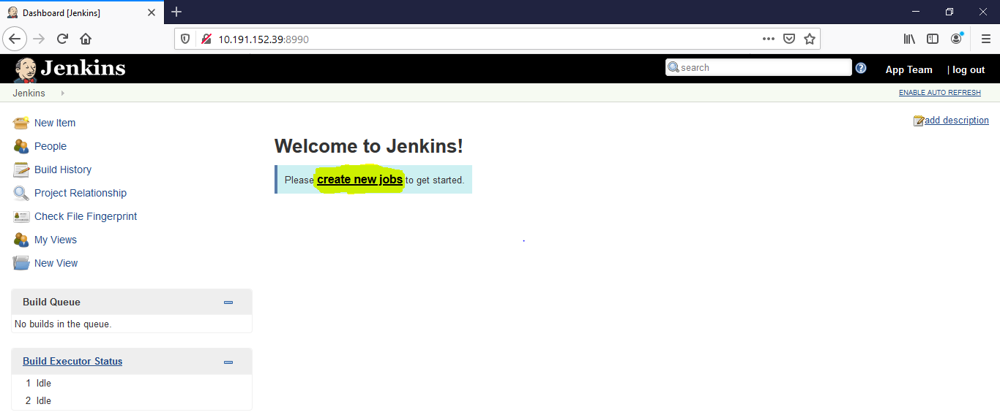 Dashboard [Jenkins]
10.191.152.39:8990
Jenkins
search
App Team
| log out
Jenkins
ENABLE AUTO REFRESH
New Item
People
Build History
Project Relationship
Check File Fingerprint
My Views
New View
add description
Welcome to Jenkins!
Please create new jobs to get started.
Build Queue
No builds in the queue.
Build Executor Status
1 Idle
2 Idle